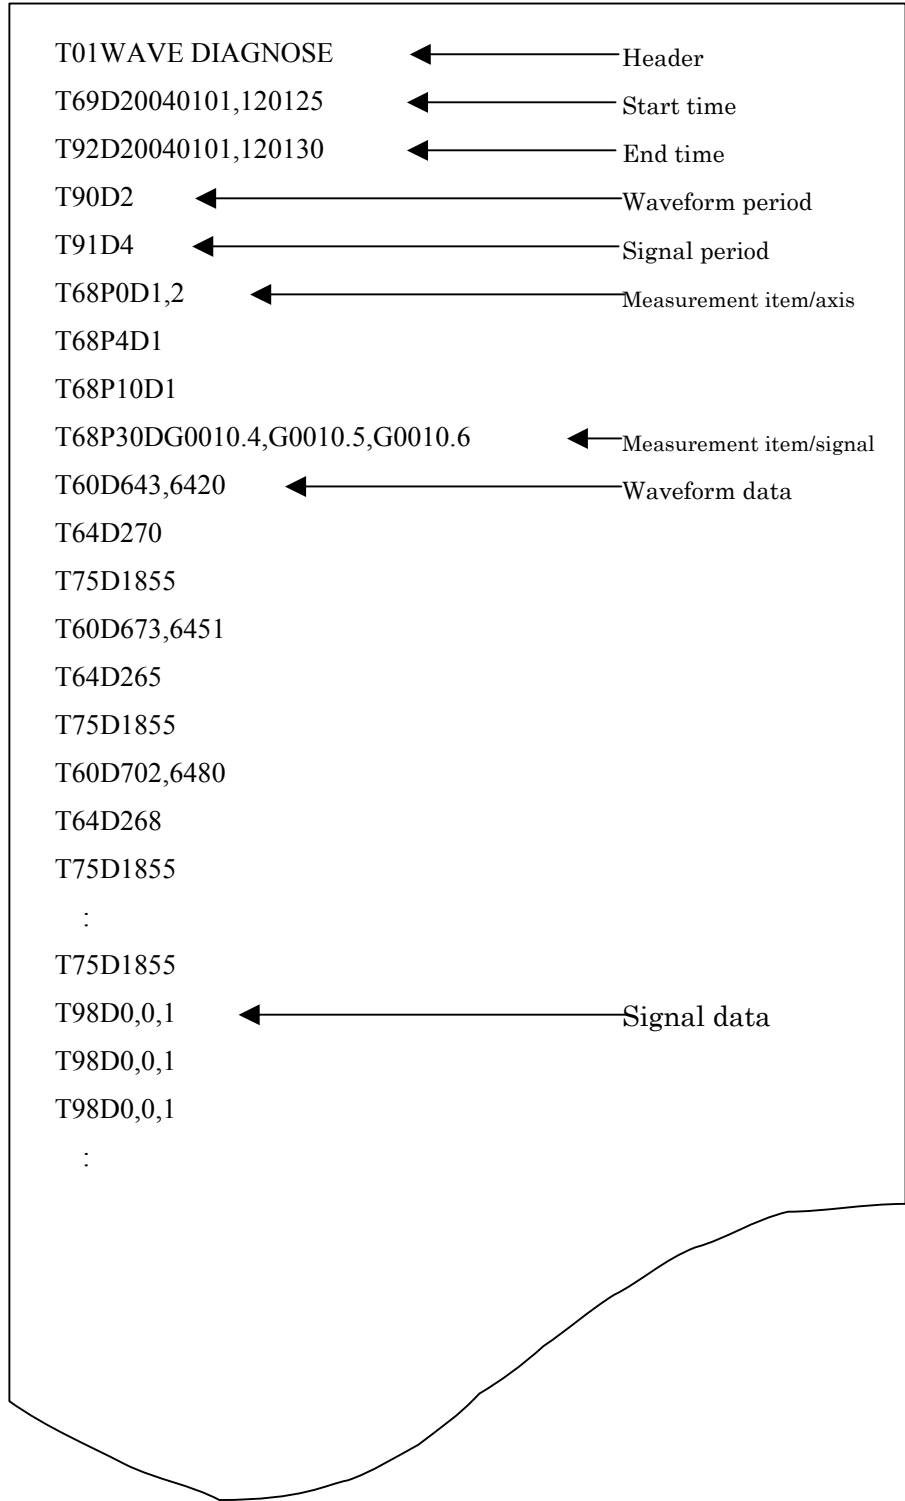 T01WAVE DIAGNOSE Header
T69D20040101,120125 Start time
T92D20040101,120130 End time
T90D2 Waveform period
T91D4 Signal period
T68P0D1,2 Measurement item/axis
T68P4D1
T68P10D1
T68P30DG0010.4,G0010.5,G0010.6 Measurement item/signal
T60D643,6420 Waveform data
T64D270
T75D1855
T60D673,6451
T64D265
T75D1855
T60D702,6480
T64D268
T75D1855
:
T75D1855
T98D0,0,1 Signal data
T98D0,0,1
T98D0,0,1
: